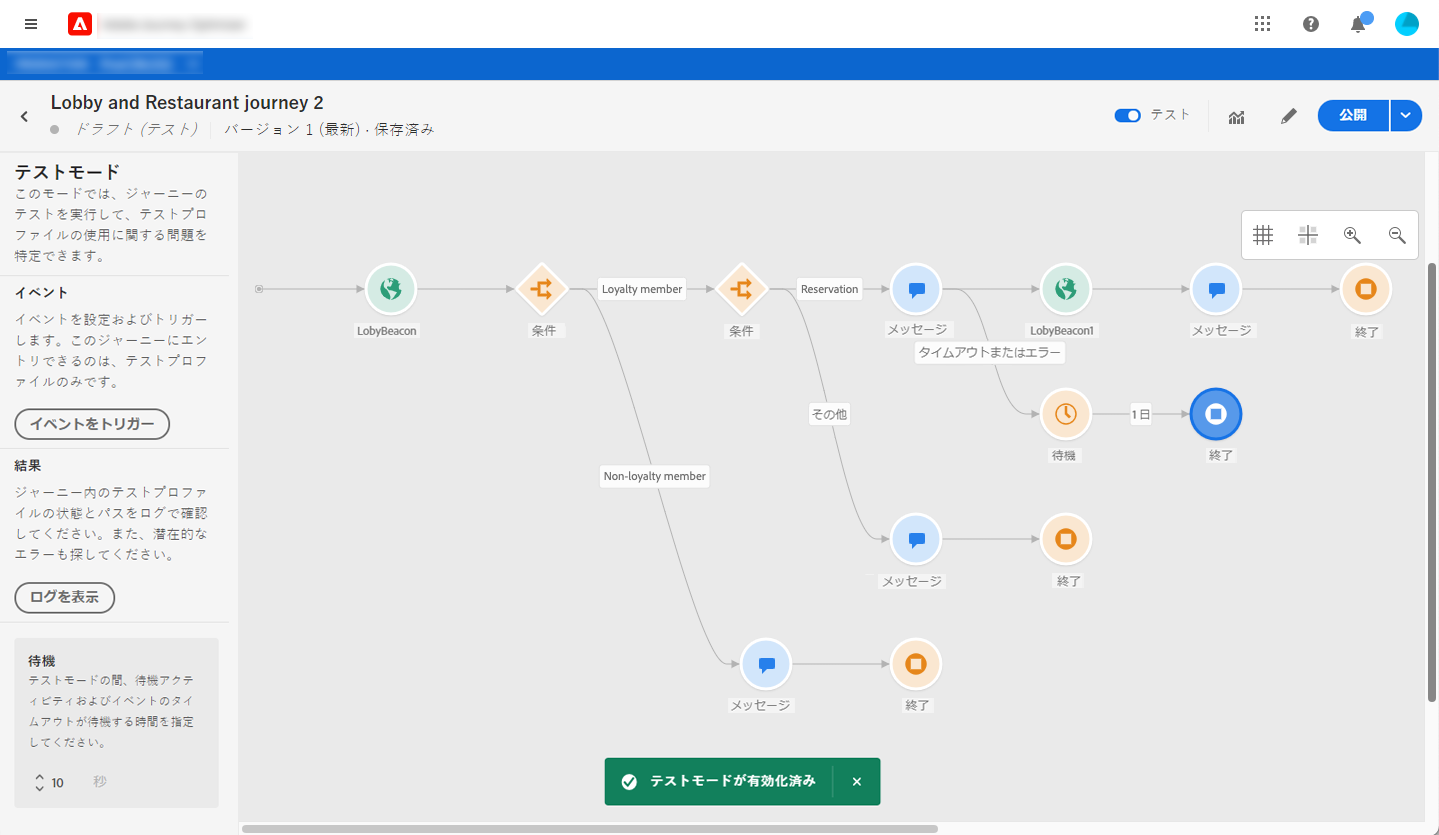 Lobby and Restaurant journey 2
ドラフト (テスト)
バージョン 1 (最新) · 保存済み
テスト
公開
テストモード
このモードでは、ジャーニーの
テストを実行して、テストプロ
ファイルの使用に関する問題を
特定できます。
イベント
イベントを設定およびトリガー
します。このジャーニーにエン
トリできるのは、テストプロフ
ァイルのみです。
イベントをトリガー
結果
ジャーニー内のテストプロファ
イルの状態とパスをログで確認
してください。また、潜在的な
エラーも探してください。
ログを表示
待機
テストモードの間、待機アクテ
ィビティおよびイベントのタイ
ムアウトが待機する時間を指定
してください。
10 秒
LobyBeacon
条件
Loyalty member
条件
Reservation
メッセージ
LobyBeacon1
メッセージ
終了
タイムアウトまたはエラー
その他
待機
1 日
終了
Non-loyalty member
メッセージ
終了
メッセージ
終了
テストモードが有効化済み